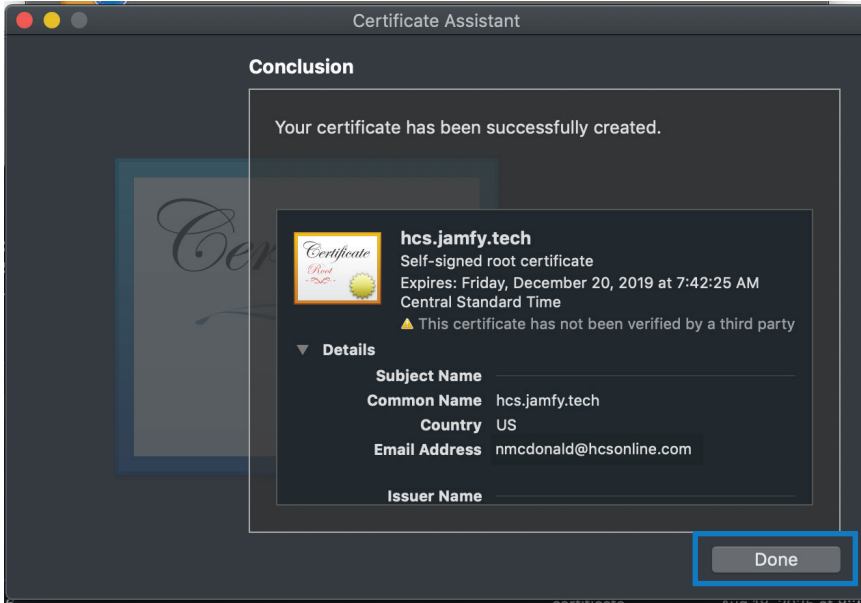 Certificate Assistant
Conclusion
Your certificate has been successfully created.
Certificate
Root
hcs.jamfy.tech
Self-signed root certificate
Expires: Friday, December 20, 2019 at 7:42:25 AM
Central Standard Time
This certificate has not been verified by a third party
Details
Subject Name
Common Name hcs.jamfy.tech
Country US
Email Address nmcdonald@hcsonline.com
Issuer Name
Done